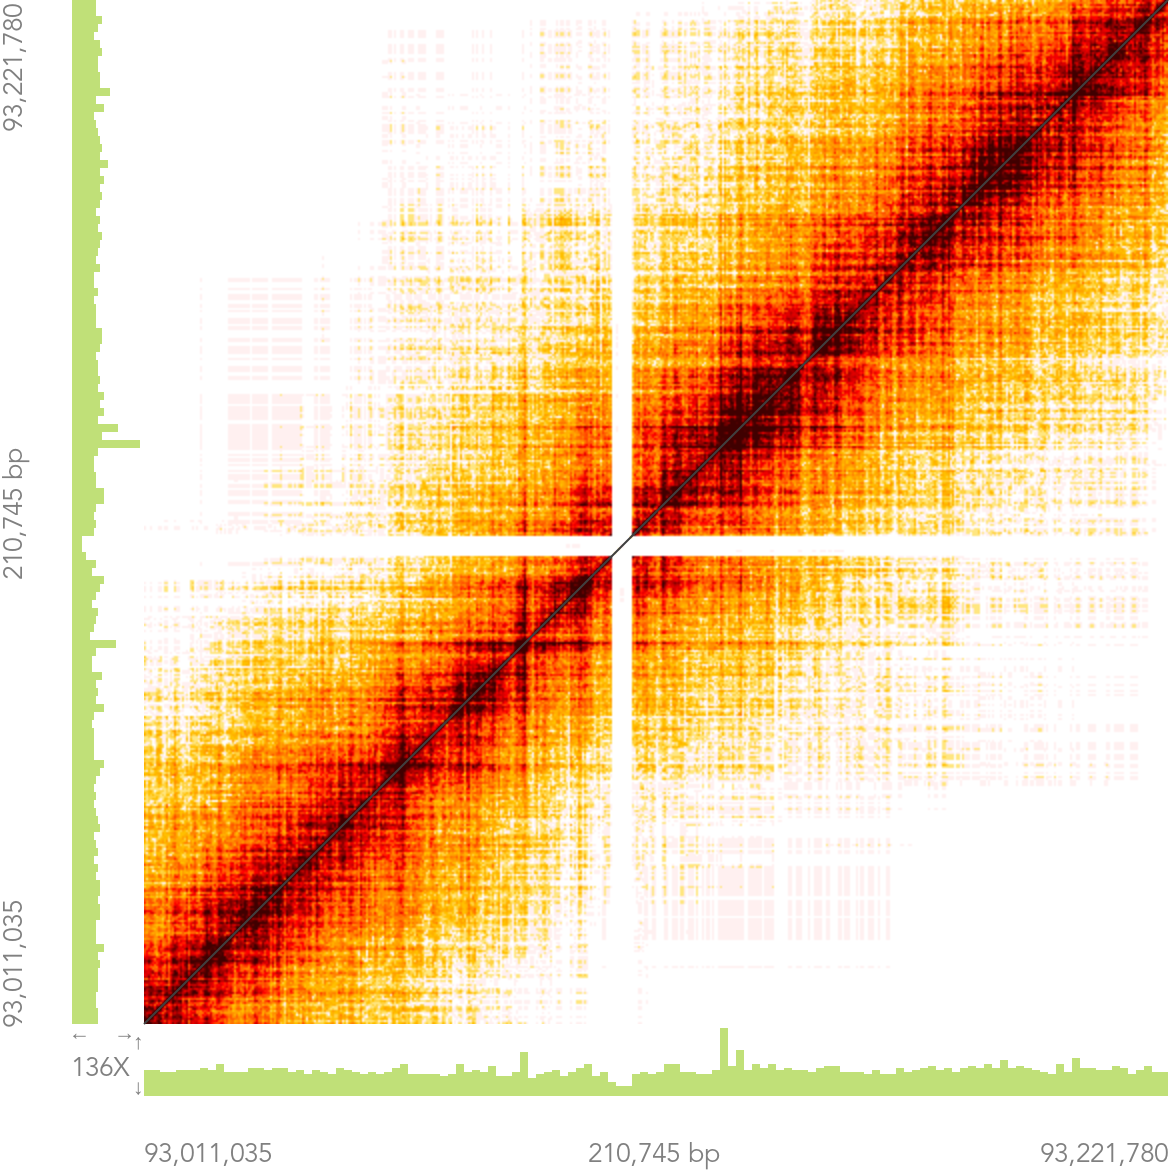 93,221,780
210,745 bp
93,011,035
← →
↑
136X
↓
93,011,035 210,745 bp 93,221,780